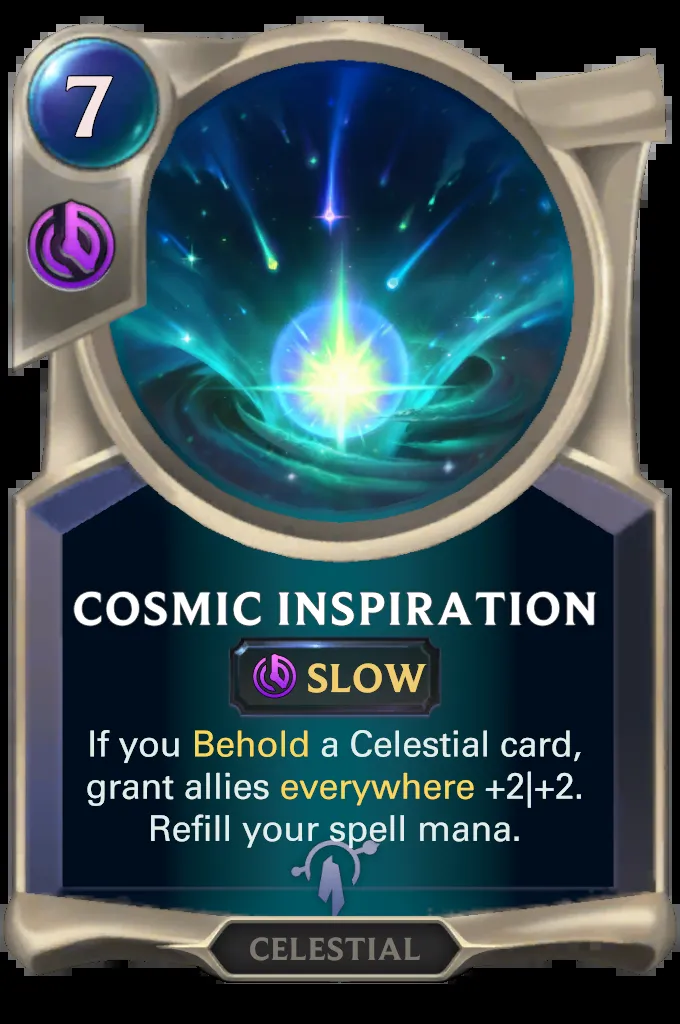 7
COSMIC INSPIRATION
SLOW
If you Behold a Celestial card,
grant allies everywhere +2|+2.
Refill your spell mana.
CELESTIAL